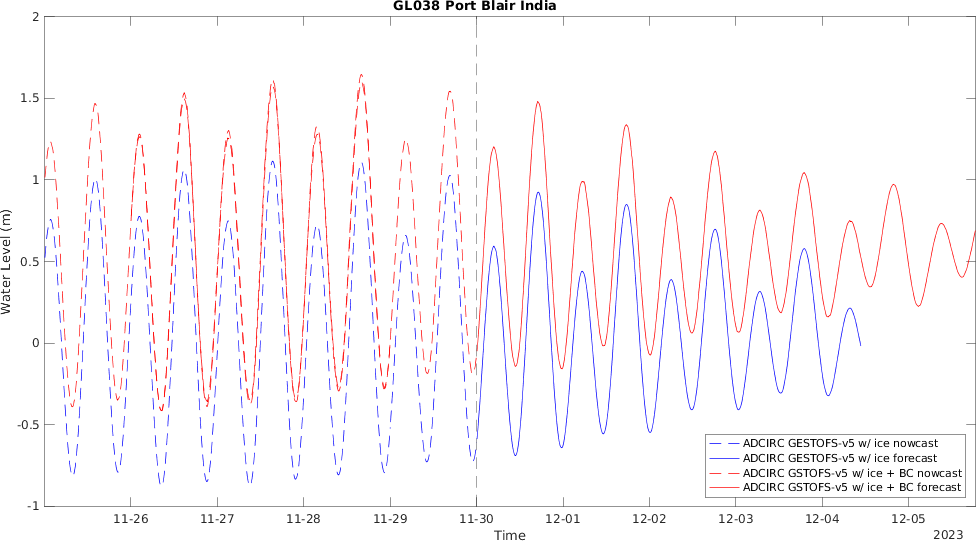 GL038 Port Blair India
Water Level (m)
2
1.5
1
0.5
0
-0.5
-1
11-26
11-27
11-28
11-29
11-30
12-01
12-02
12-03
12-04
12-05
Time
2023
ADCIRC GESTOFS-v5 w/ ice nowcast
ADCIRC GESTOFS-v5 w/ ice forecast
ADCIRC GSTOFS-v5 w/ ice + BC nowcast
ADCIRC GSTOFS-v5 w/ ice + BC forecast